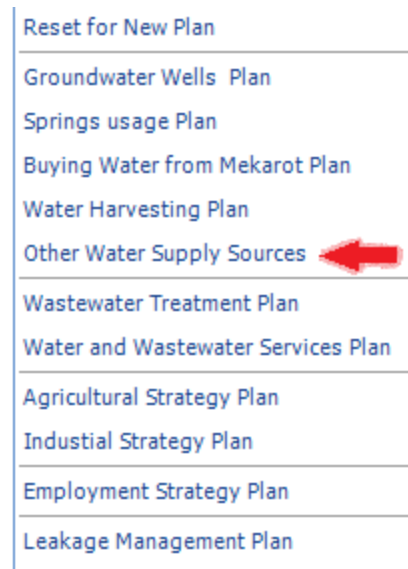 Reset for New Plan
Groundwater Wells  Plan
Springs usage Plan
Buying Water from Mekarot Plan
Water Harvesting Plan
Other Water Supply Sources
Wastewater Treatment Plan
Water and Wastewater Services Plan
Agricultural Strategy Plan
Industial Strategy Plan
Employment Strategy Plan
Leakage Management Plan